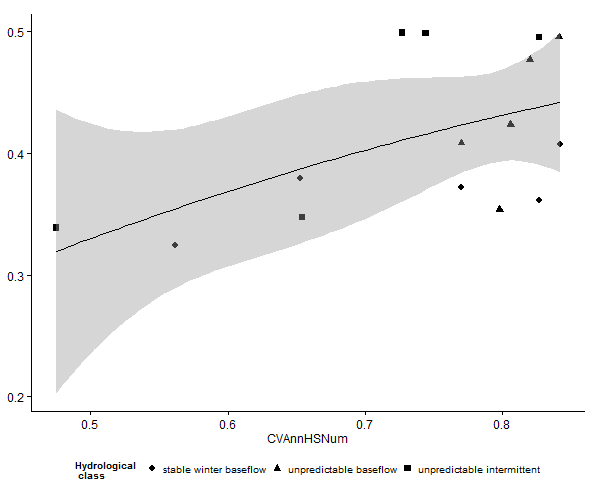 0.5
0.4
0.3
0.2
0.5 0.6 0.7 0.8
CVAnnHSNum
Hydrological
class
stable winter baseflow unpredictable baseflow unpredictable intermittent